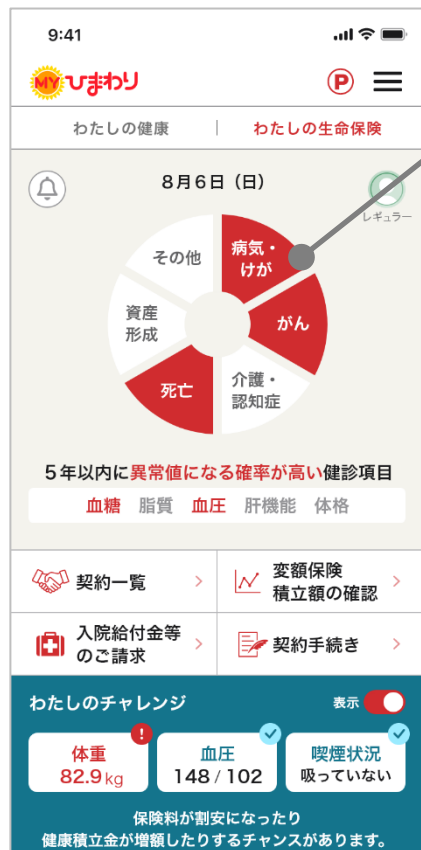 9:41
MYひまわり
P
わたしの健康
わたしの生命保険
8月6日（日）
レギュラー
その他
病気・
けが
資産
形成
がん
死亡
介護・
認知症
5年以内に異常値になる確率が高い健診項目
血糖 脂質 血圧 肝機能 体格
契約一覧
変額保険
積立額の確認
入院給付金等
のご請求
契約手続き
わたしのチャレンジ
表示
体重
82.9kg
血圧
148 / 102
喫煙状況
吸っていない
保険料が割安になったり
健康積立金が増額したりするチャンスがあります。